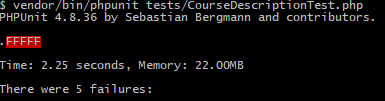 $ vendor/bin/phpunit tests/CourseDescriptionTest.php
PHPUnit 4.8.36 by Sebastian Bergmann and contributors.
.FFFFF
Time: 2.25 seconds, Memory: 22.00MB
There were 5 failures: